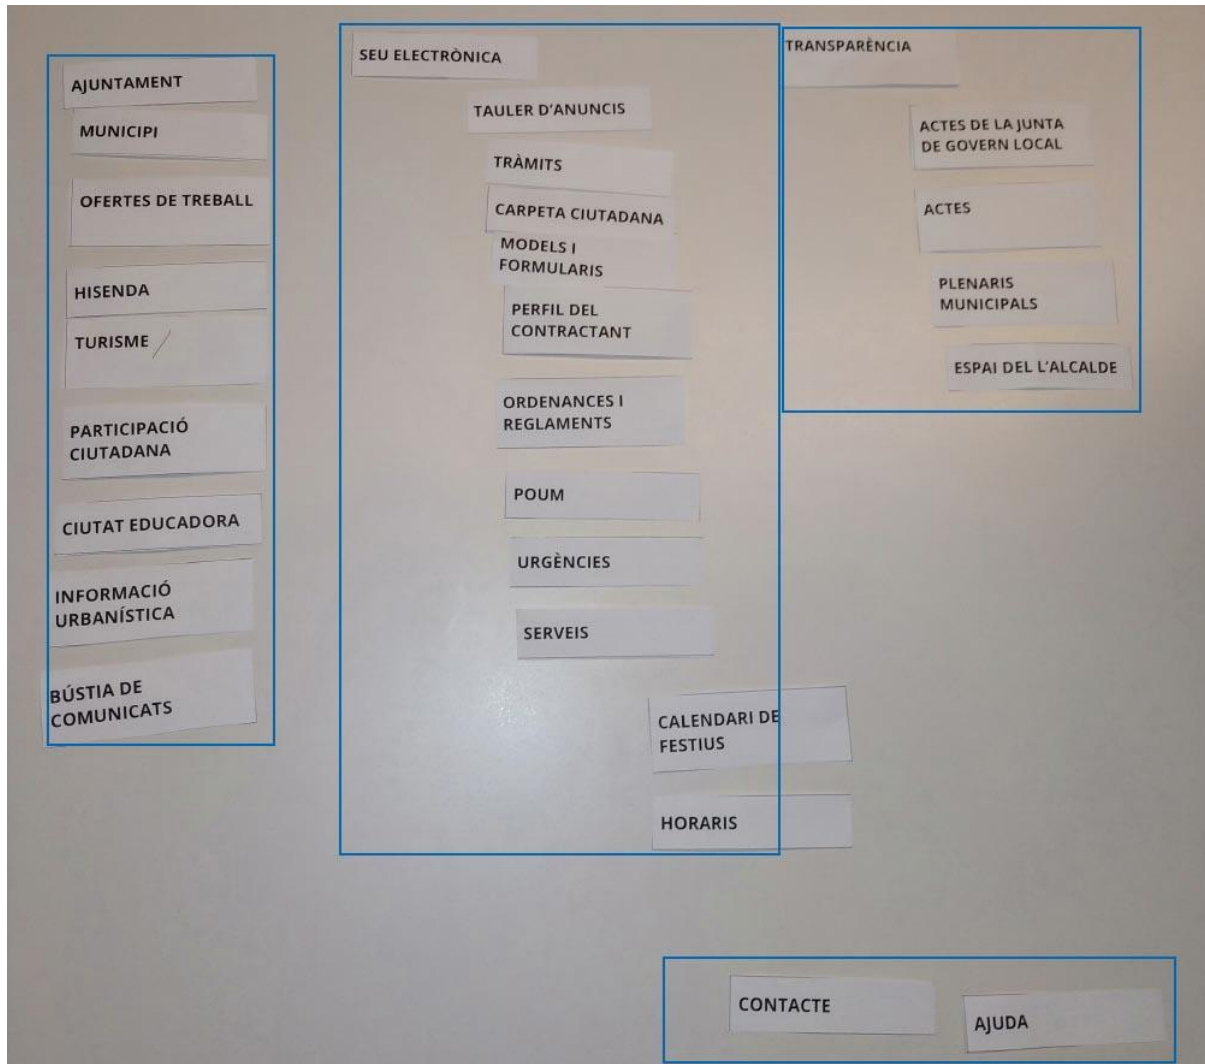 AJUNTAMENT
MUNICIPI
OFERTES DE TREBALL
HISENDA
TURISME
PARTICIPACIÓ
CIUTADANA
CIUTAT EDUCADORA
INFORMACIÓ
URBANÍSTICA
BÚSTIA DE
COMUNICATS
SEU ELECTRÒNICA
TAULER D'ANUNCIS
TRÀMITS
CARPETA CIUTADANA
MODELS I
FORMULARIS
PERFIL DEL
CONTRACTANT
ORDENANCES I
REGLAMENTS
POUM
URGÈNCIES
SERVEIS
CALENDARI DE
FESTIUS
HORARIS
TRANSPARÈNCIA
ACTES DE LA JUNTA
DE GOVERN LOCAL
ACTES
PLENARIS
MUNICIPALS
ESPAI DEL L'ALCALDE
CONTACTE
AJUDA